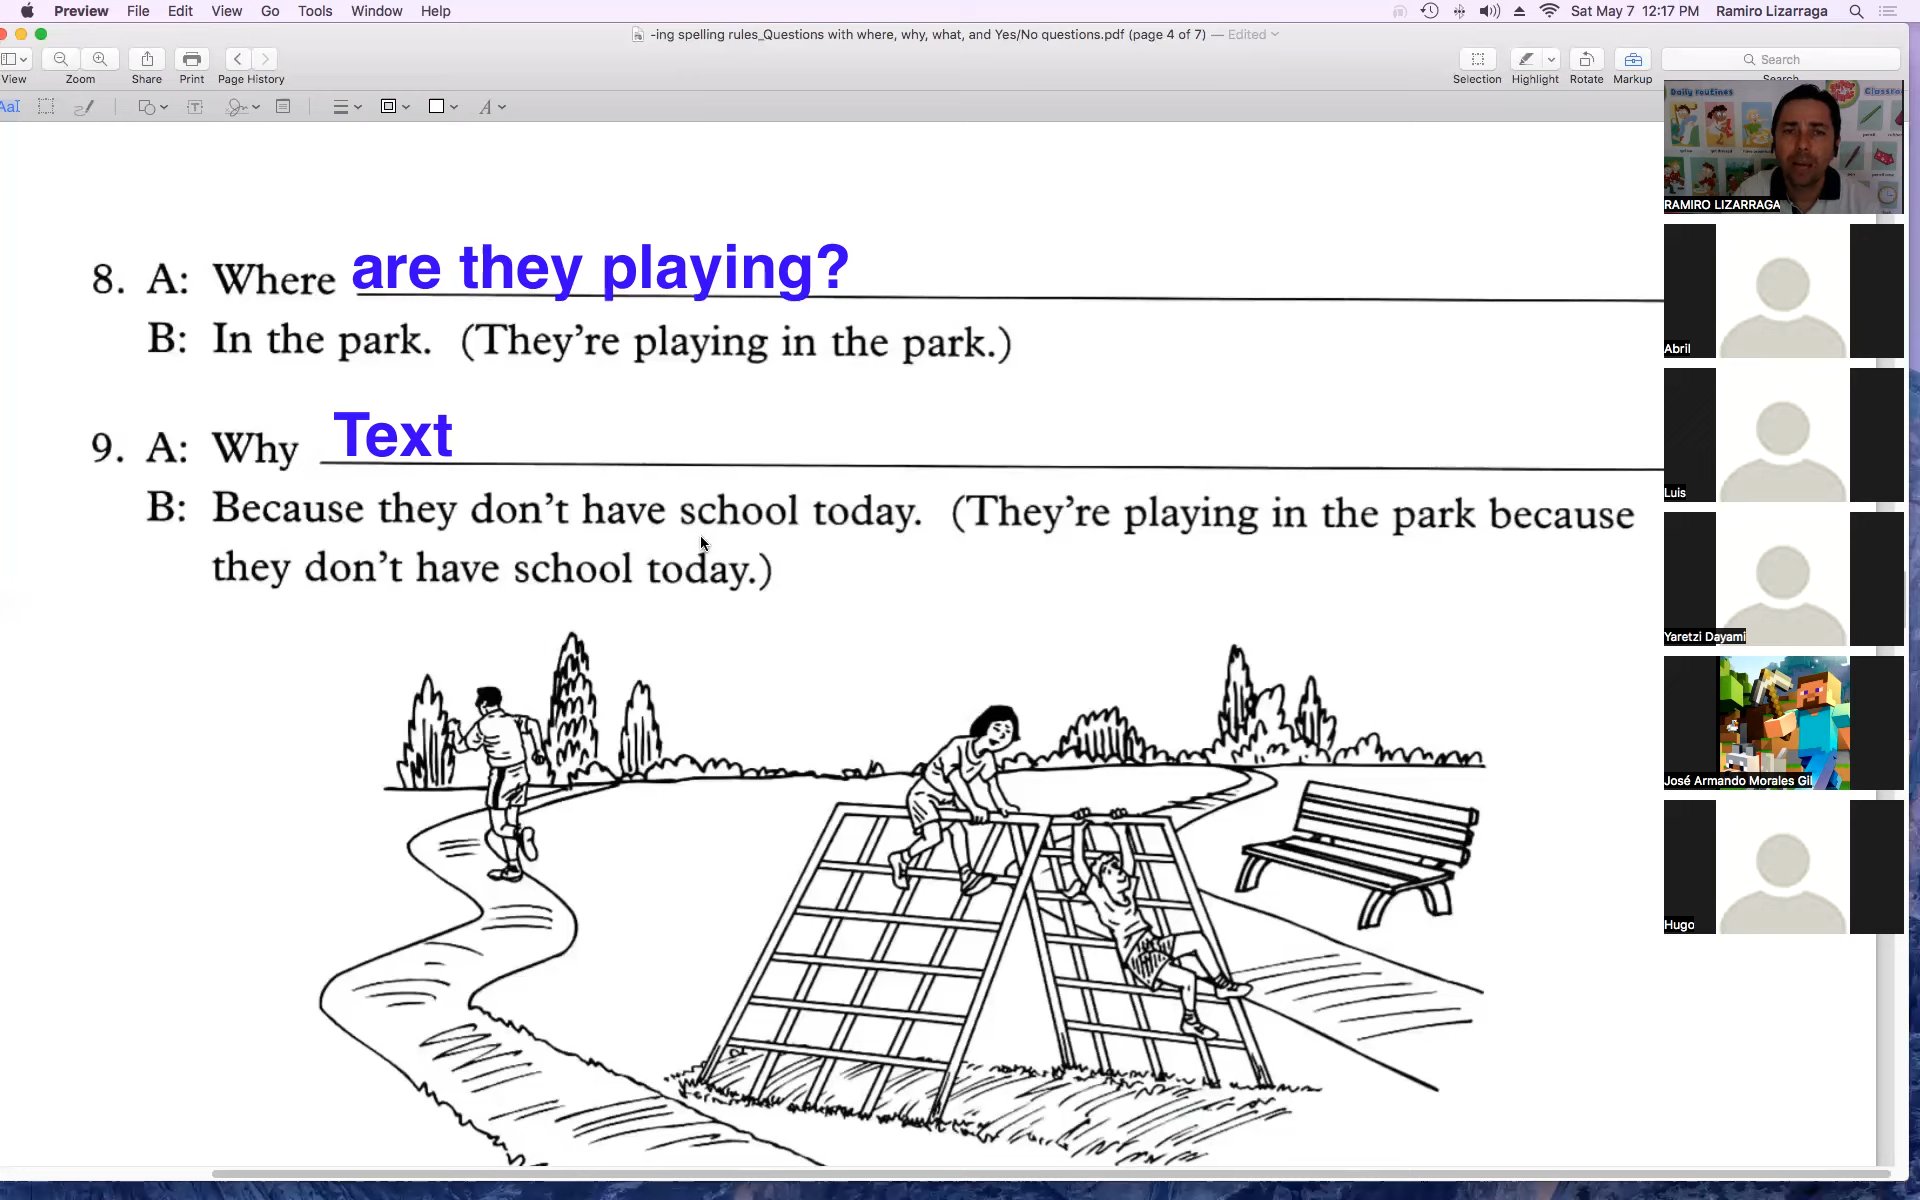 Preview File Edit View Go Tools Window Help
Sat May 7 12:17 PM Ramiro Lizarraga
-ing spelling rules_Questions with where, why, what, and Yes/No questions.pdf (page 4 of 7) — Edited
View Zoom Share Print Page History Selection Highlight Rotate Markup Search
Search
AaI T A
Daily routines
RAMIRO LIZARRAGA
8. A: Where are they playing?
B: In the park. (They're playing in the park.)
Abril
9. A: Why Text
B: Because they don't have school today. (They're playing in the park because
they don't have school today.)
Luis
Yaretzi Dayami
José Armando Morales Gil
Hugo